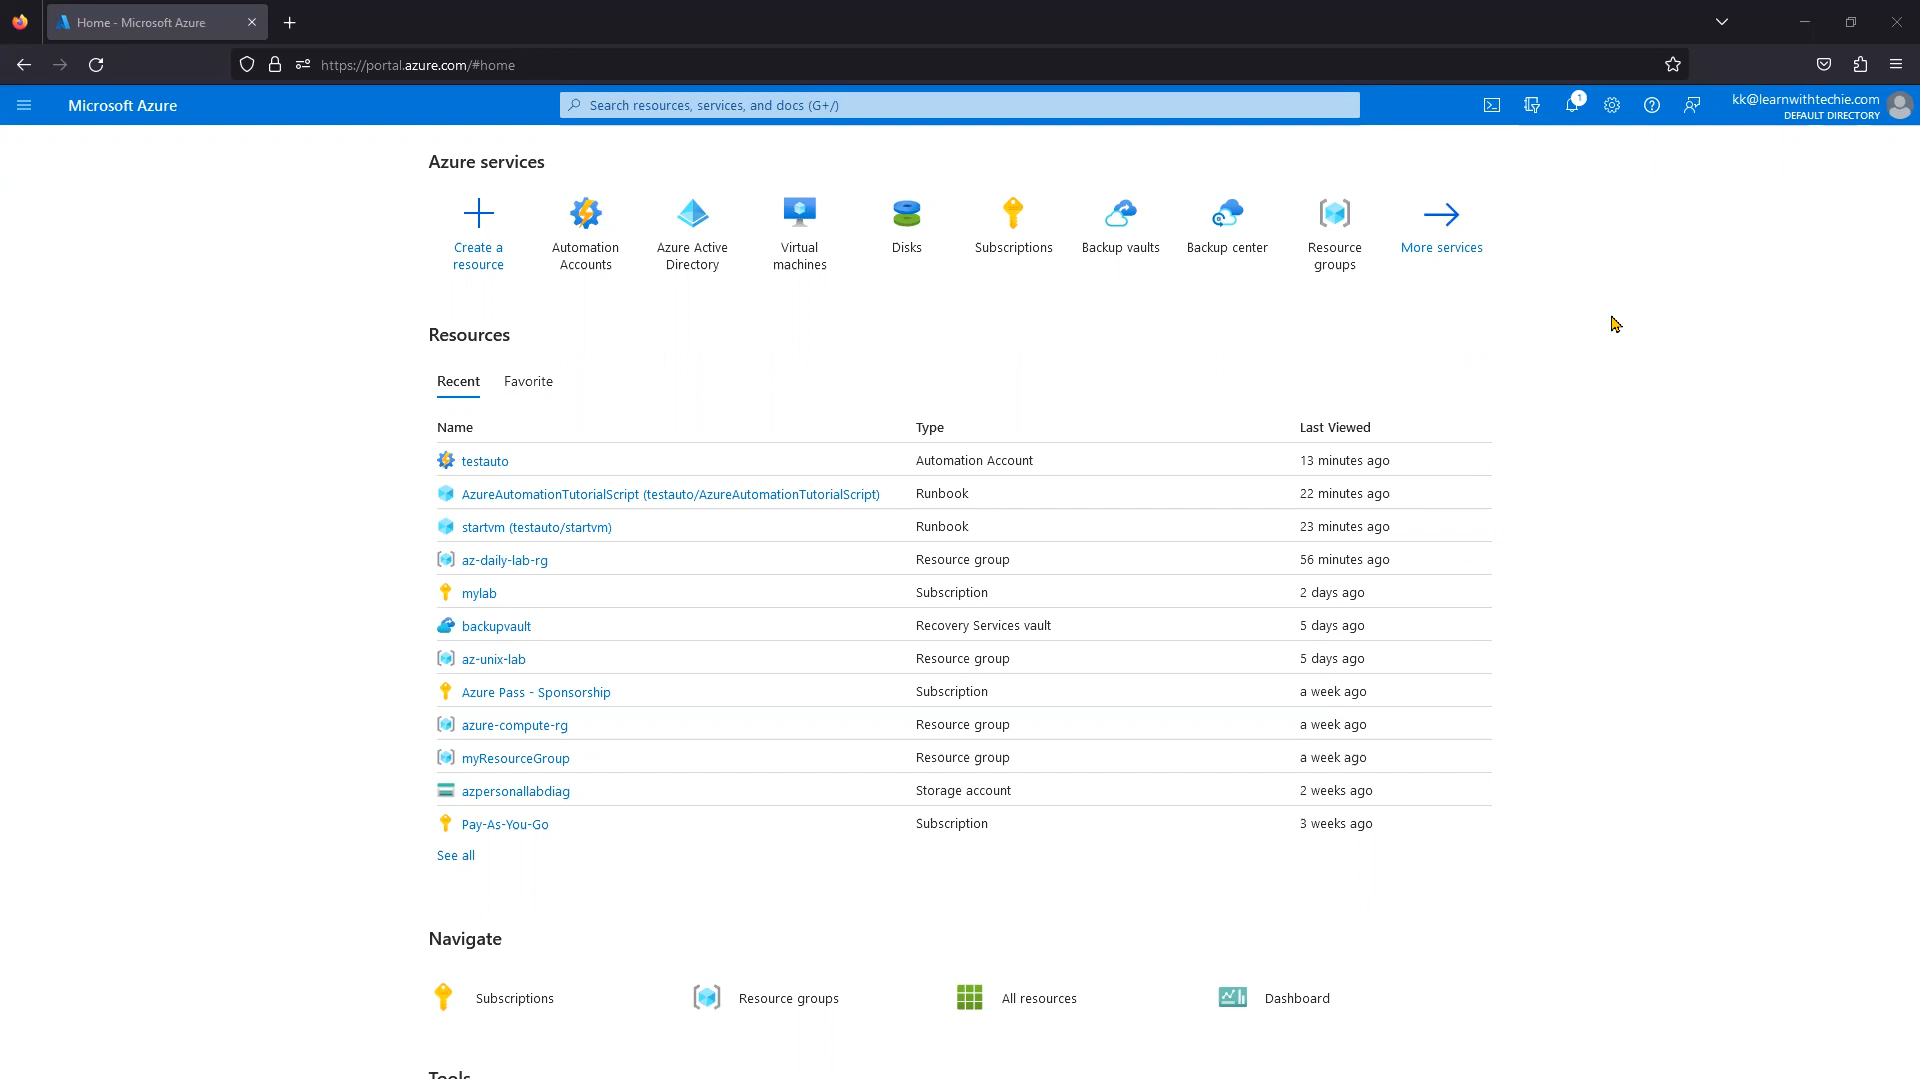 Home - Microsoft Azure
https://portal.azure.com/#home
Microsoft Azure
Search resources, services, and docs (G+/)
1
kk@learnwithtechie.com
DEFAULT DIRECTORY
Azure services
Create a
resource
Automation
Accounts
Azure Active
Directory
Virtual
machines
Disks
Subscriptions
Backup vaults
Backup center
Resource
groups
More services
Resources
Recent Favorite
Name Type Last Viewed
testauto Automation Account 13 minutes ago
AzureAutomationTutorialScript (testauto/AzureAutomationTutorialScript) Runbook 22 minutes ago
startvm (testauto/startvm) Runbook 23 minutes ago
az-daily-lab-rg Resource group 56 minutes ago
mylab Subscription 2 days ago
backupvault Recovery Services vault 5 days ago
az-unix-lab Resource group 5 days ago
Azure Pass - Sponsorship Subscription a week ago
azure-compute-rg Resource group a week ago
myResourceGroup Resource group a week ago
azpersonallabdiag Storage account 2 weeks ago
Pay-As-You-Go Subscription 3 weeks ago
See all
Navigate
Subscriptions Resource groups All resources Dashboard
Tools